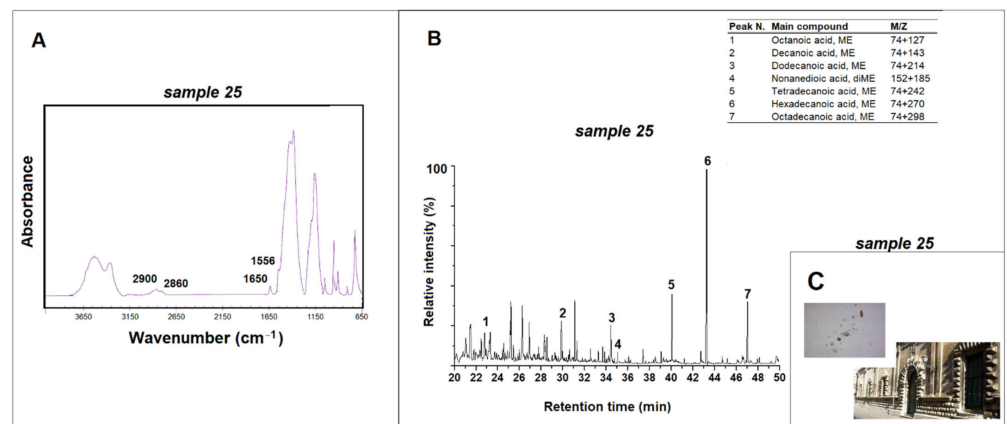 A
sample 25
Absorbance
2900
2860
1650
1556
3650
3150
2650
2150
1650
1150
650
Wavenumber (cm⁻¹)
B
Peak N. Main compound M/Z
1 Octanoic acid, ME 74+127
2 Decanoic acid, ME 74+143
3 Dodecanoic acid, ME 74+214
4 Nonanedioic acid, diME 152+185
5 Tetradecanoic acid, ME 74+242
6 Hexadecanoic acid, ME 74+270
7 Octadecanoic acid, ME 74+298
sample 25
100
Relative intensity (%)
1
2
3
4
5
6
7
20 22 24 26 28 30 32 34 36 38 40 42 44 46 48 50
Retention time (min)
sample 25
C